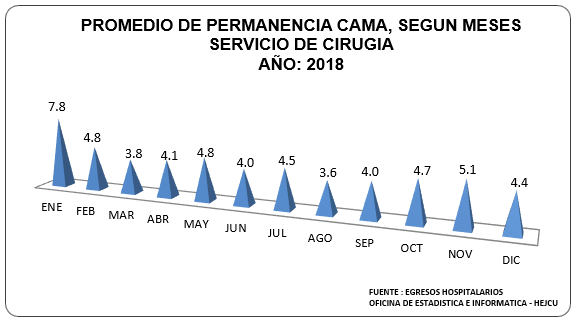 PROMEDIO DE PERMANENCIA CAMA, SEGUN MESES
SERVICIO DE CIRUGIA
AÑO: 2018
7.8
4.8
3.8
4.1
4.8
4.0
4.5
3.6
4.0
4.7
5.1
4.4
ENE
FEB
MAR
ABR
MAY
JUN
JUL
AGO
SEP
OCT
NOV
DIC
FUENTE : EGRESOS HOSPITALARIOS
OFICINA DE ESTADISTICA E INFORMATICA - HEJCU